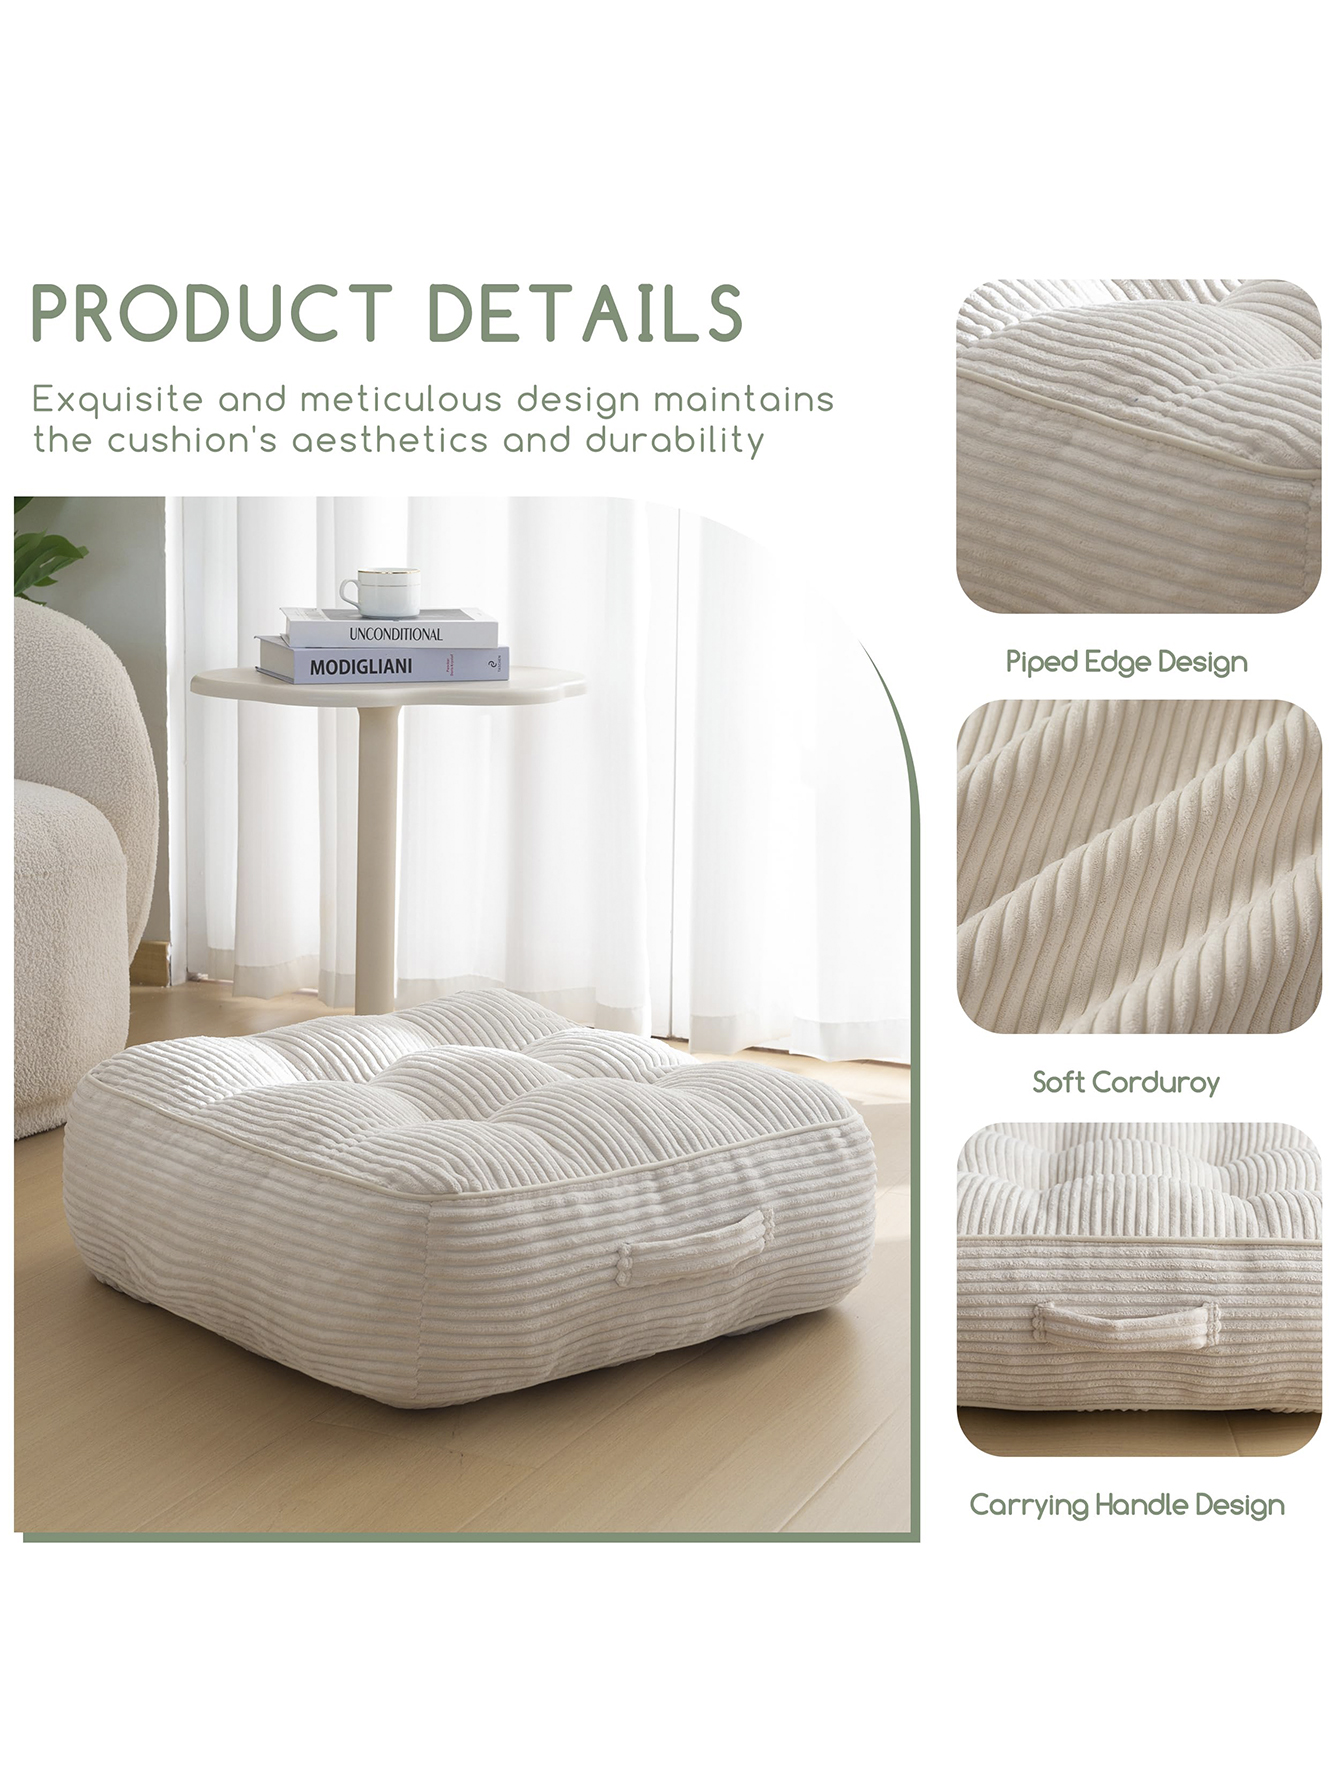 PRODUCT DETAILS
Exquisite and meticulous design maintains
the cushion's aesthetics and durability
UNCONDITIONAL
MODIGLIANI
Piped Edge Design
Soft Corduroy
Carrying Handle Design